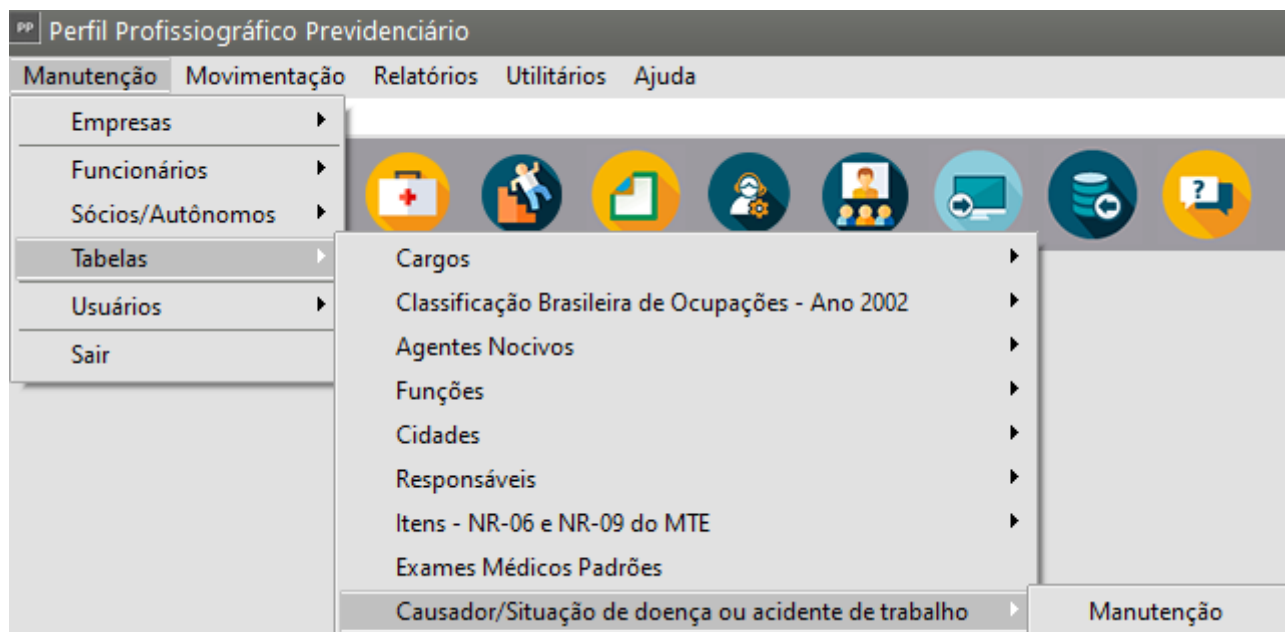 PP Perfil Profissiográfico Previdenciário
Manutenção Movimentação Relatórios Utilitários Ajuda
Empresas
Funcionários
Sócios/Autônomos
Tabelas
Usuários
Sair
?
Cargos
Classificação Brasileira de Ocupações - Ano 2002
Agentes Nocivos
Funções
Cidades
Responsáveis
Itens - NR-06 e NR-09 do MTE
Exames Médicos Padrões
Causador/Situação de doença ou acidente de trabalho
Manutenção